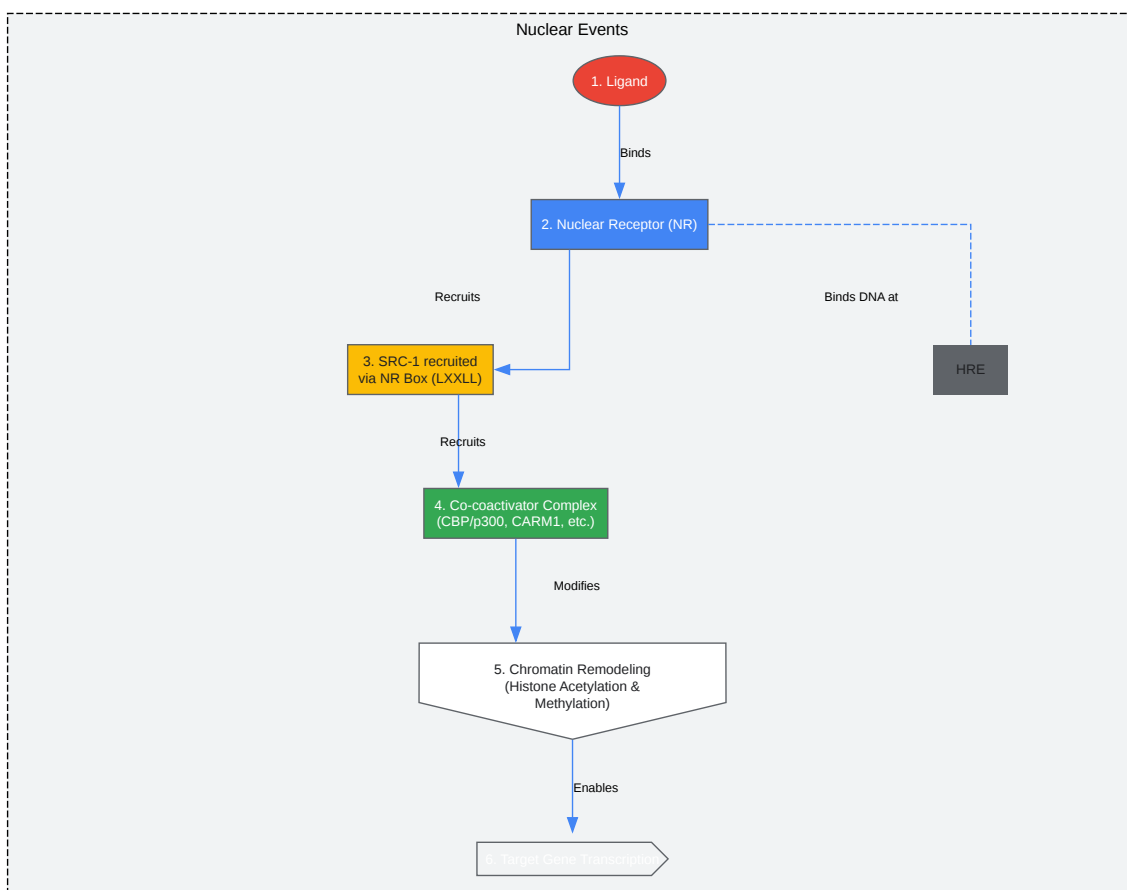 Nuclear Events
1. Ligand
Binds
2. Nuclear Receptor (NR)
Recruits
Binds DNA at
3. SRC-1 recruited
via NR Box (LXXLL)
HRE
Recruits
4. Co-coactivator Complex
(CBP/p300, CARM1, etc.)
Modifies
5. Chromatin Remodeling
(Histone Acetylation &
Methylation)
Enables
6. Target Gene Transcription